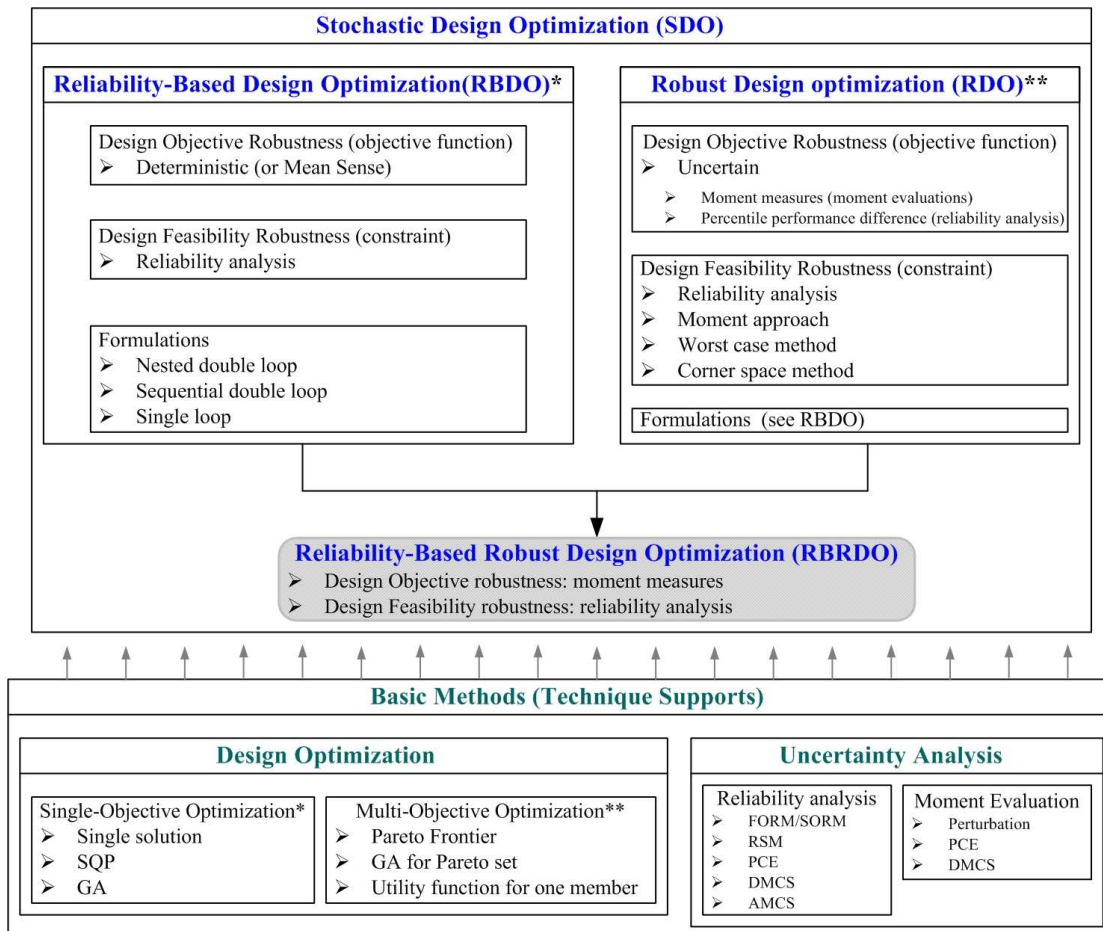 Stochastic Design Optimization (SDO)
Reliability-Based Design Optimization(RBDO)*
Design Objective Robustness (objective function)
➢ Deterministic (or Mean Sense)
Design Feasibility Robustness (constraint)
➢ Reliability analysis
Formulations
➢ Nested double loop
➢ Sequential double loop
➢ Single loop
Robust Design optimization (RDO)**
Design Objective Robustness (objective function)
➢ Uncertain
➢ Moment measures (moment evaluations)
➢ Percentile performance difference (reliability analysis)
Design Feasibility Robustness (constraint)
➢ Reliability analysis
➢ Moment approach
➢ Worst case method
➢ Corner space method
Formulations (see RBDO)
Reliability-Based Robust Design Optimization (RBRDO)
➢ Design Objective robustness: moment measures
➢ Design Feasibility robustness: reliability analysis
Basic Methods (Technique Supports)
Design Optimization
Single-Objective Optimization*
➢ Single solution
➢ SQP
➢ GA
Multi-Objective Optimization**
➢ Pareto Frontier
➢ GA for Pareto set
➢ Utility function for one member
Uncertainty Analysis
Reliability analysis
➢ FORM/SORM
➢ RSM
➢ PCE
➢ DMCS
➢ AMCS
Moment Evaluation
➢ Perturbation
➢ PCE
➢ DMCS